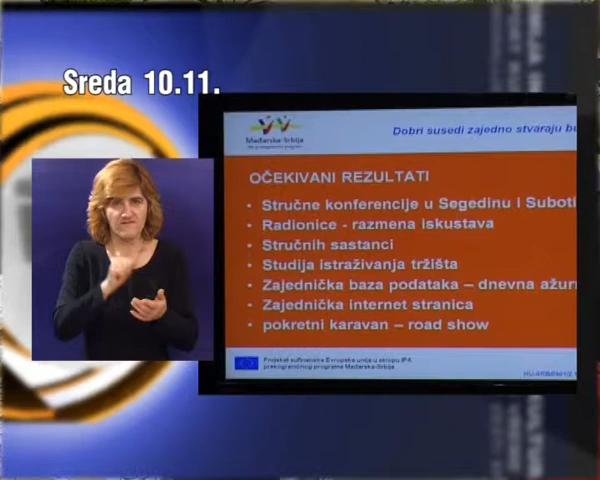 Sreda 10.11.
Mađarska-Srbija
Dobri susedi zajedno stvaraju bu
OČEKIVANI REZULTATI
• Stručne konferencije u Segedinu i Suboti
• Radionice - razmena iskustava
• Stručnih sastanci
• Studija istraživanja tržišta
• Zajednička baza podataka – dnevna ažur
• Zajednička internet stranica
• pokretni karavan – road show
Projekat sufinansira Evropska unija u sklopu IPA
prekograničnog programa Mađarska-Srbija